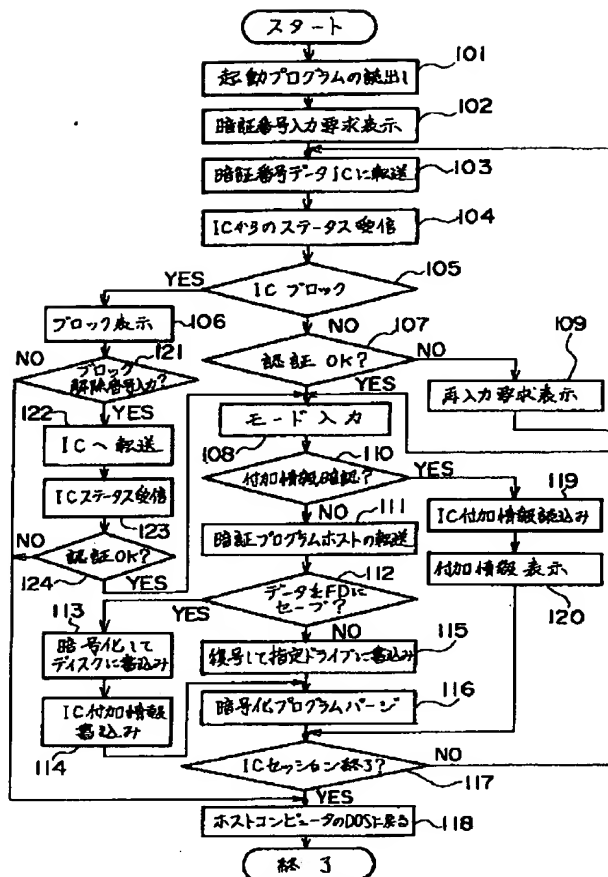 スタート
101
起動プログラムの読出し
102
暗証番号入力要求表示
103
暗証番号データICに転送
104
ICからのステータス受信
105
YES
ICブロック
NO
ブロック表示
106
107
認証OK?
NO
YES
109
再入力要求表示
NO
121
ブロック
解除番号入力?
YES
122
ICへ転送
ICステータス受信
123
NO
認証OK?
124
YES
モード入力
108
110
付加情報確認?
YES
NO
119
IC付加情報読込み
付加情報表示
120
111
暗証プログラムホストの転送
112
データをFDに
セーブ?
YES
NO
113
暗号化して
ディスクに書込み
IC付加情報
書込み
114
115
復号して指定ドライブに書込み
116
暗号化プログラムパージ
ICセッション終了?
NO
117
YES
ホストコンピュータのDOSに戻る
118
終了